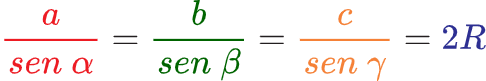 a/sen α = b/sen β = c/sen γ = 2R